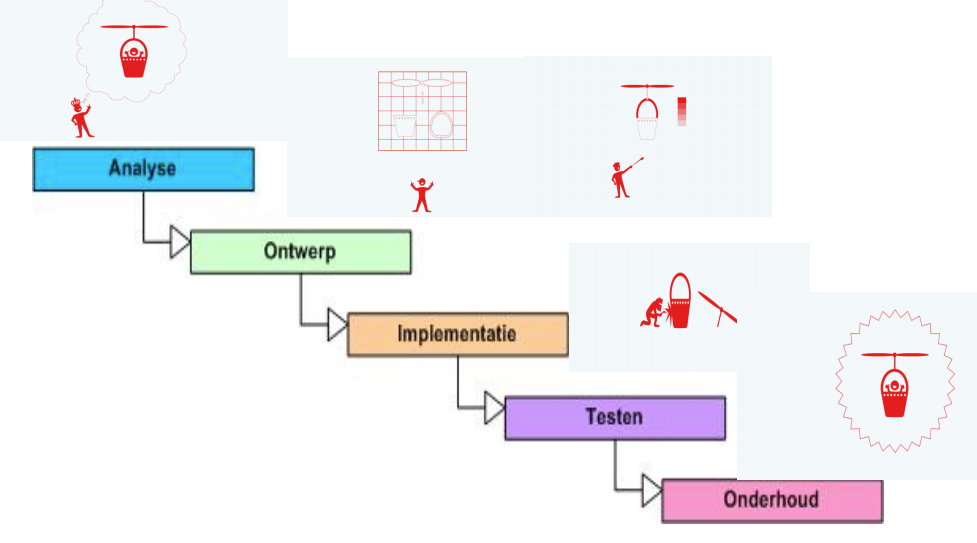 Analyse
Ontwerp
Implementatie
Testen
Onderhoud